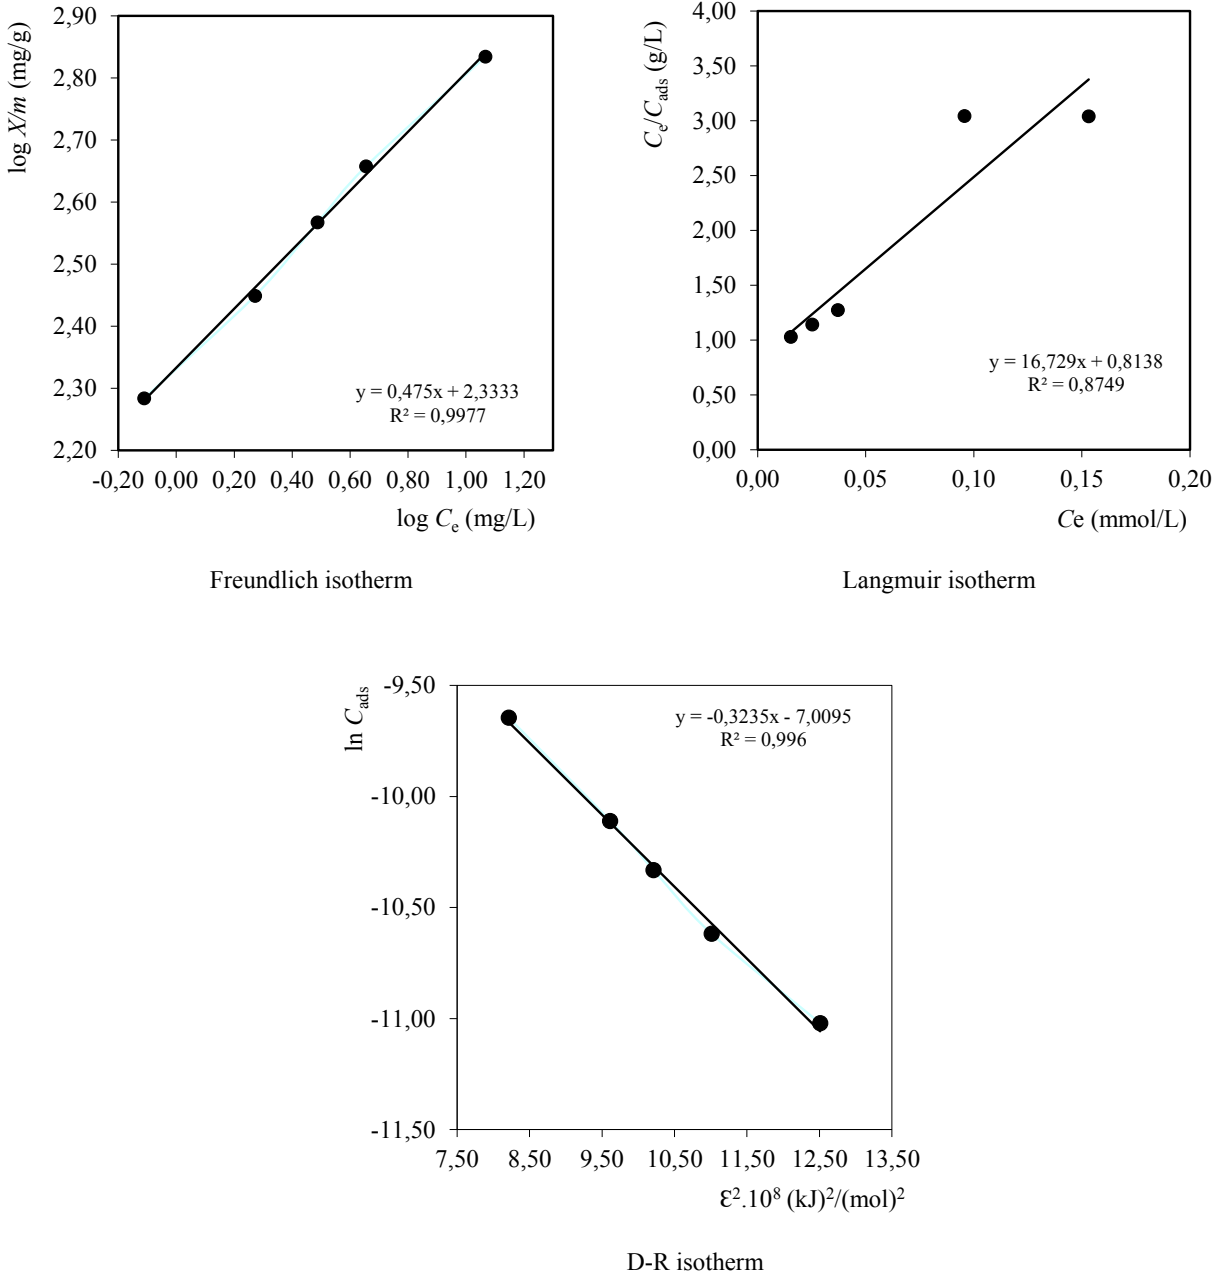 log X/m (mg/g)
2,90
2,80
2,70
2,60
2,50
2,40
2,30
2,20
y = 0,475x + 2,3333
R² = 0,9977
-0,20 0,00 0,20 0,40 0,60 0,80 1,00 1,20
log Ce (mg/L)
Freundlich isotherm
Ce/Cads (g/L)
4,00
3,50
3,00
2,50
2,00
1,50
1,00
0,50
0,00
y = 16,729x + 0,8138
R² = 0,8749
0,00 0,05 0,10 0,15 0,20
Ce (mmol/L)
Langmuir isotherm
ln Cads
-9,50
-10,00
-10,50
-11,00
-11,50
y = -0,3235x - 7,0095
R² = 0,996
7,50 8,50 9,50 10,50 11,50 12,50 13,50
Ɛ².10⁸ (kJ)²/(mol)²
D-R isotherm